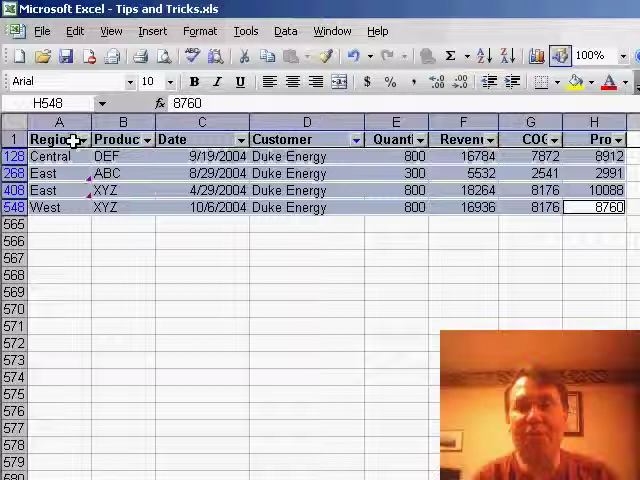 Microsoft Excel - Tips and Tricks.xls
File Edit View Insert Format Tools Data Window Help
Σ 100%
Arial 10 B I U $ % ,
H548 fx 8760
A B C D E F G H
1 Regio Produc Date Customer Quanti Revenu COG Pro
128 Central DEF 9/19/2004 Duke Energy 800 16784 7872 8912
268 East ABC 8/29/2004 Duke Energy 300 5532 2541 2991
408 East XYZ 4/29/2004 Duke Energy 800 18264 8176 10088
548 West XYZ 10/6/2004 Duke Energy 800 16936 8176 8760
565
566
567
568
569
570
571
572
573
574
575
576
577
578
579
580